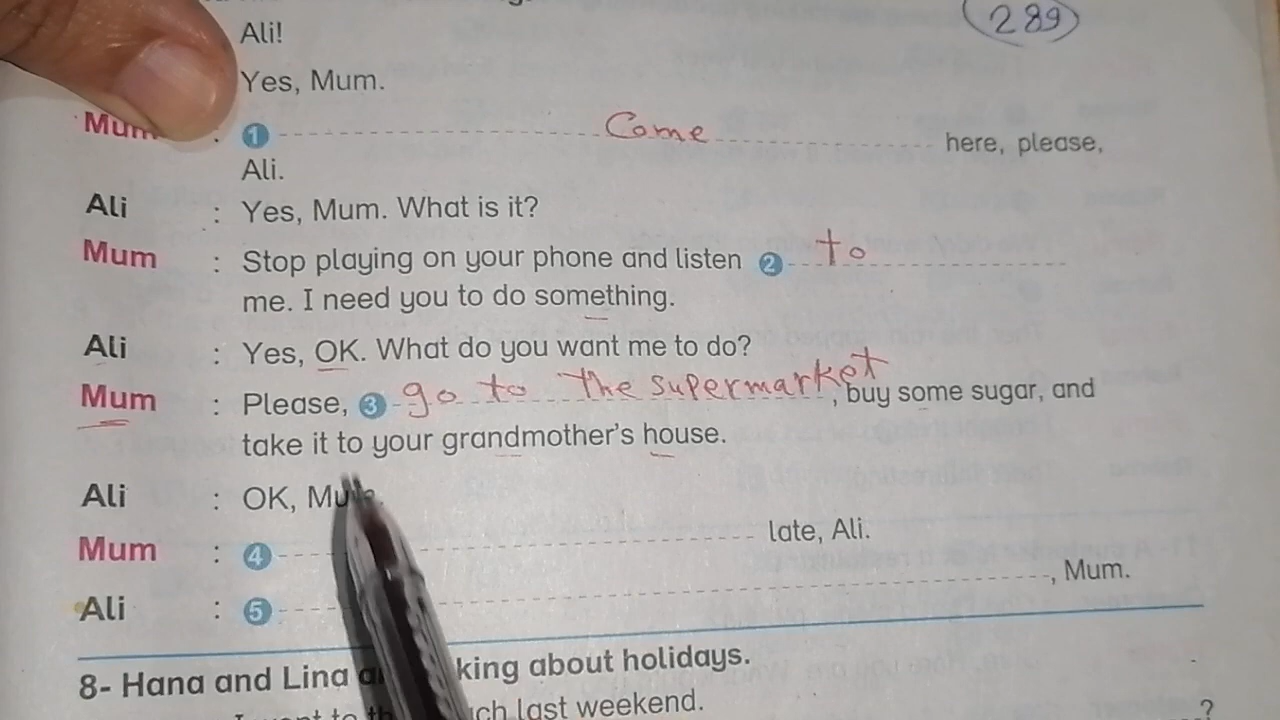 289
Ali!
Yes, Mum.
Mum : 1 Come here, please,
Ali.
Ali : Yes, Mum. What is it?
Mum : Stop playing on your phone and listen 2 to
me. I need you to do something.
Ali : Yes, OK. What do you want me to do?
Mum : Please, 3 go to the supermarket, buy some sugar, and
take it to your grandmother's house.
Ali : OK,
Mum : 4 late, Ali.
Ali : 5 , Mum.
8- Hana and Lina king about holidays.
last weekend.
?